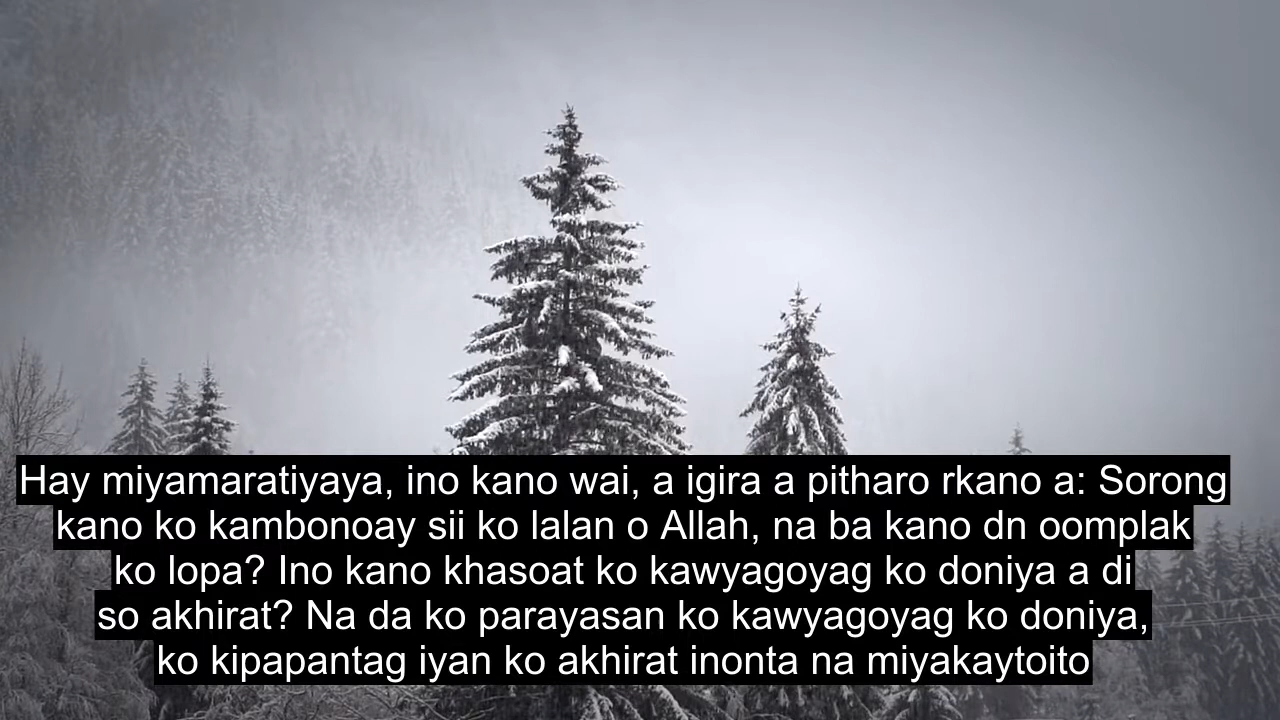 Hay miyamaratiyaya, ino kano wai, a igira a pitharo rkano a: Sorong
kano ko kambonoay sii ko lalan o Allah, na ba kano dn oomplak
ko lopa? Ino kano khasoat ko kawyagoyag ko doniya a di
so akhirat? Na da ko parayasan ko kawyagoyag ko doniya,
ko kipapantag iyan ko akhirat inonta na miyakaytoito